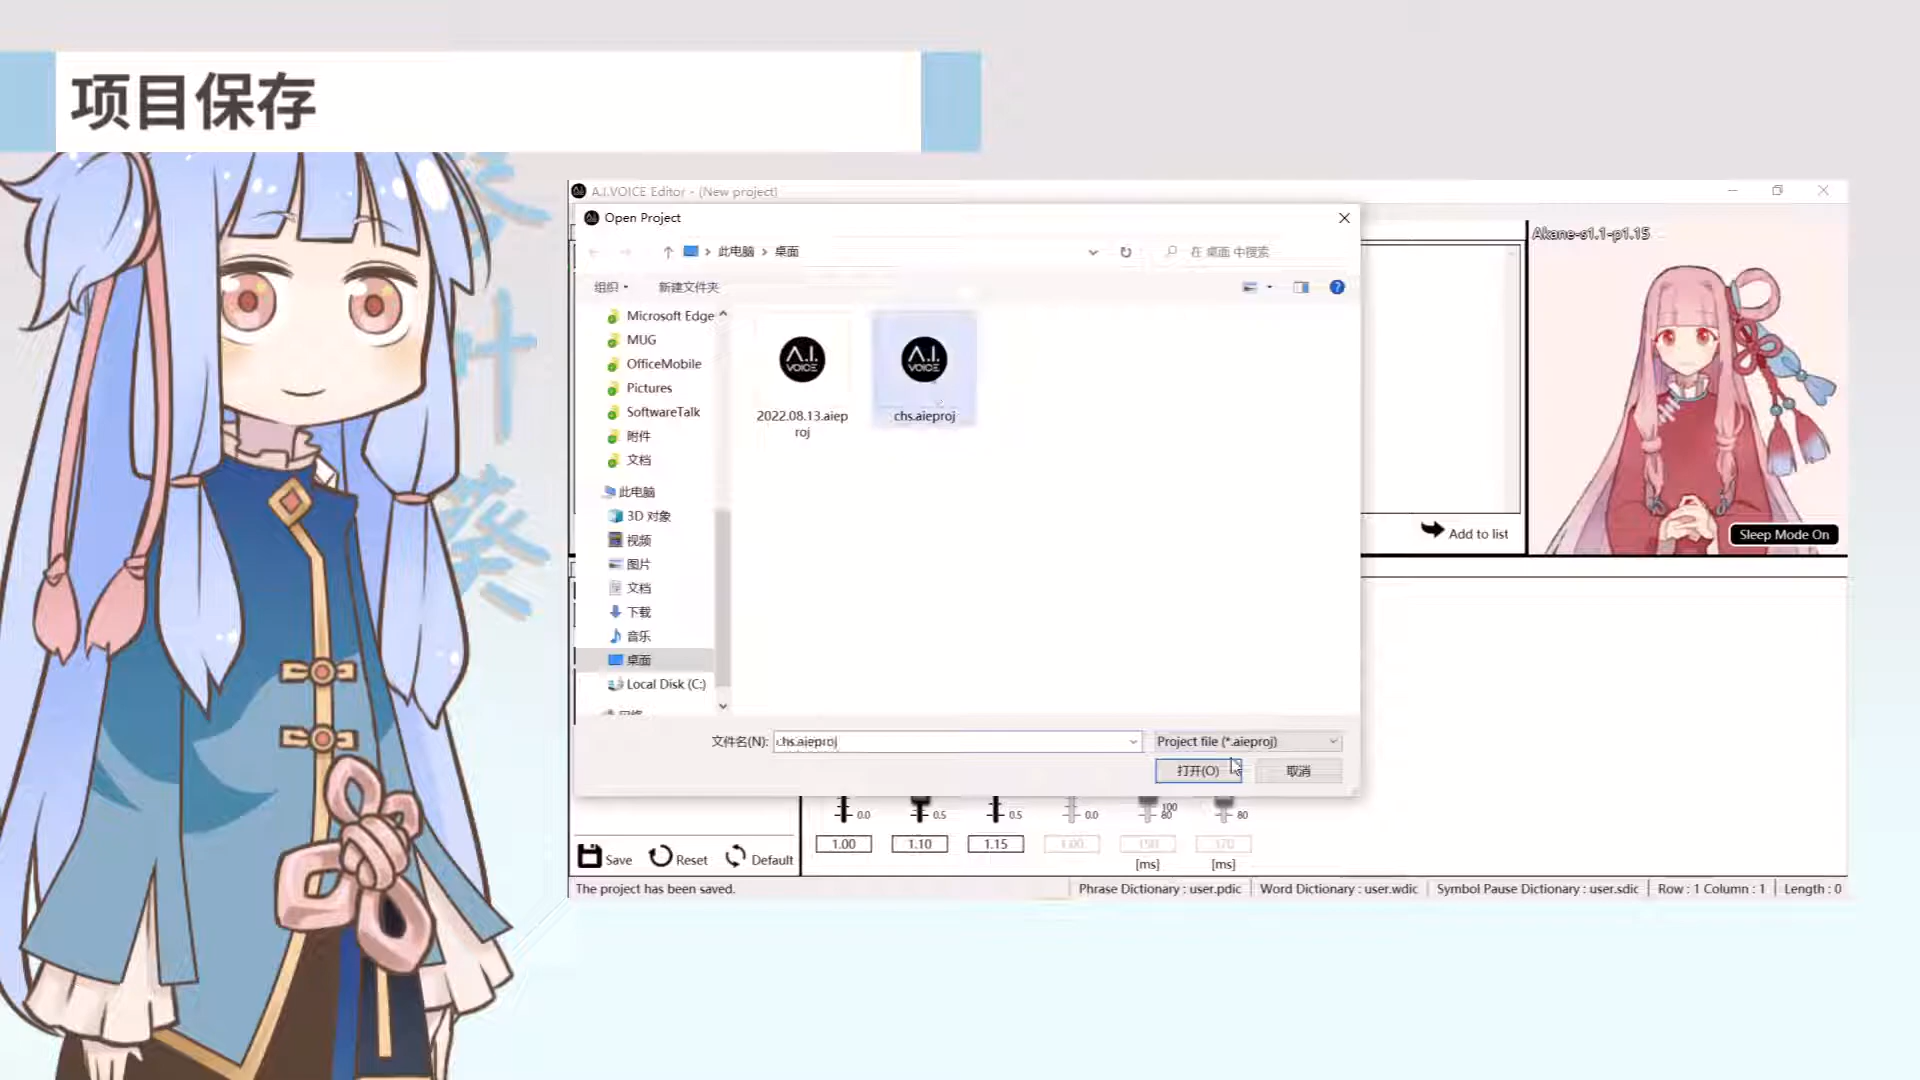 项目保存
A.I.VOICE Editor - (New project)
Open Project
此电脑 › 桌面
在 桌面 中搜索
组织
新建文件夹
Microsoft Edge
MUG
OfficeMobile
Pictures
SoftwareTalk
附件
文档
此电脑
3D 对象
视频
图片
文档
下载
音乐
桌面
Local Disk (C:)
A.I. VOICE
2022.08.13.aiep
roj
A.I. VOICE
chs.aieproj
文件名(N):
chs.aieproj
Project file (*.aieproj)
打开(O)
取消
Akane-s1.1-p1.15
Sleep Mode On
Add to list
0.0
0.5
0.5
0.0
100
80
80
1.00
1.10
1.15
1.00
150
370
[ms]
[ms]
Save
Reset
Default
The project has been saved.
Phrase Dictionary : user.pdic
Word Dictionary : user.wdic
Symbol Pause Dictionary : user.sdic
Row : 1 Column : 1
Length : 0
葵